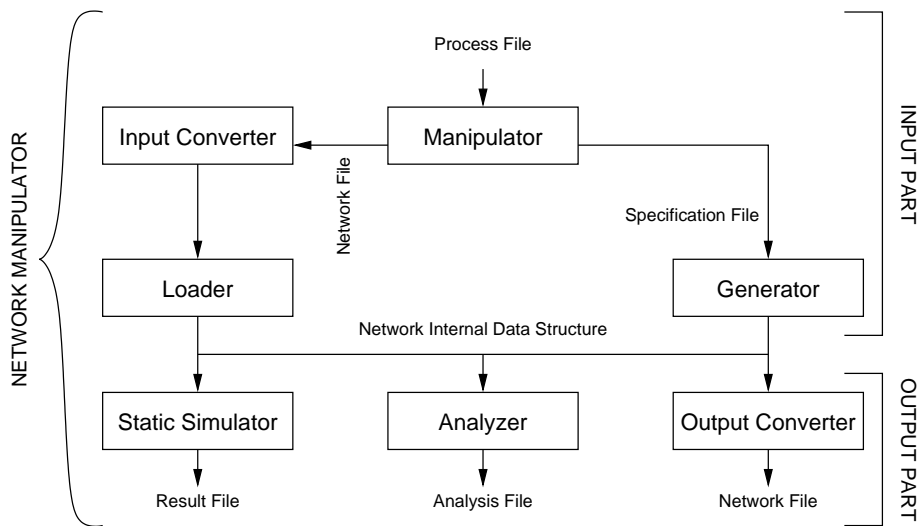 Process File
Input Converter
Manipulator
Network File
Specification File
Loader
Generator
Network Internal Data Structure
Static Simulator
Analyzer
Output Converter
Result File
Analysis File
Network File
NETWORK MANIPULATOR
INPUT PART
OUTPUT PART